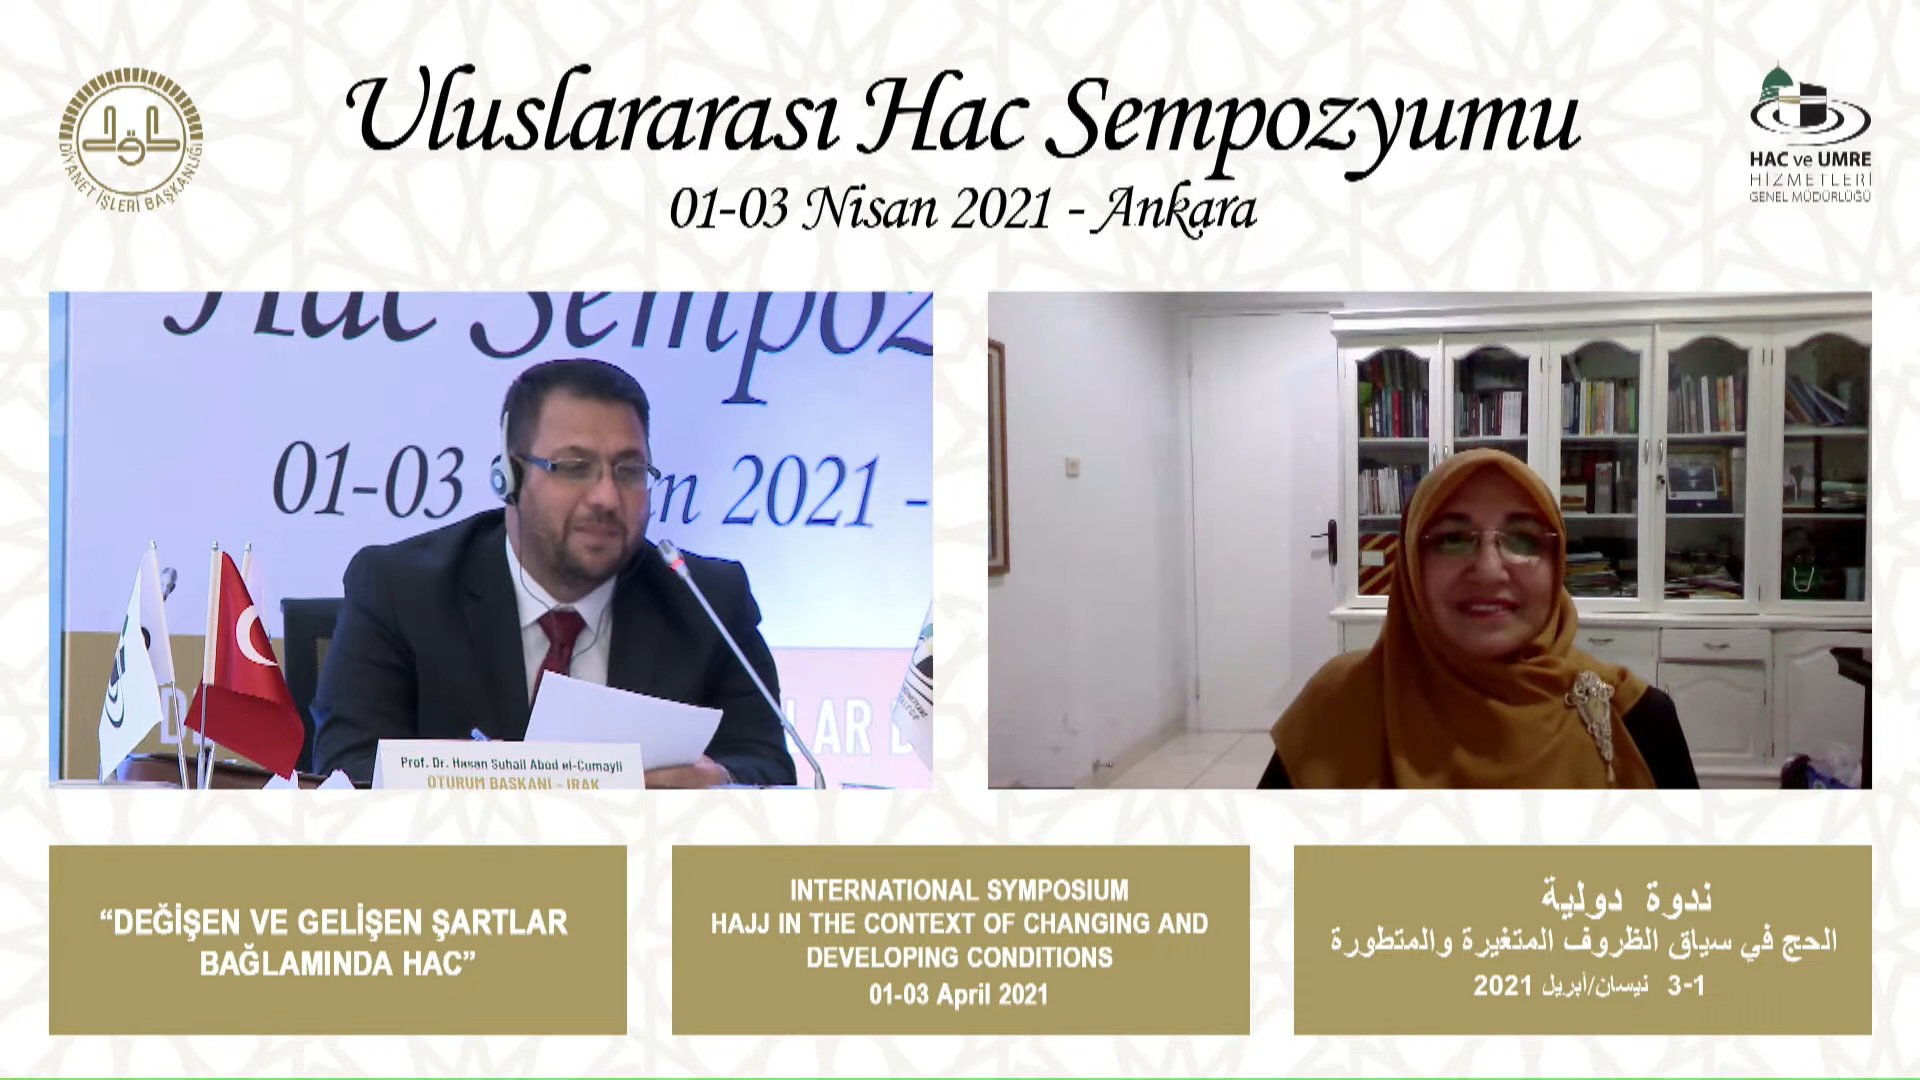 Uluslararası Hac Sempozyumu
01-03 Nisan 2021 - Ankara
DİYANET İŞLERİ BAŞKANLIĞI
HAC ve UMRE
HİZMETLERİ
GENEL MÜDÜRLÜĞÜ
Hac Sempoz
01-03 an 2021 -
LAR
Prof. Dr. Hasan Suhail Abod el-Cumayli
OTURUM BAŞKANI - IRAK
“DEĞİŞEN VE GELİŞEN ŞARTLAR
BAĞLAMINDA HAC”
INTERNATIONAL SYMPOSIUM
HAJJ IN THE CONTEXT OF CHANGING AND
DEVELOPING CONDITIONS
01-03 April 2021
ندوة دولية
الحج في سياق الظروف المتغيرة والمتطورة
3-1 نيسان/أبريل 2021